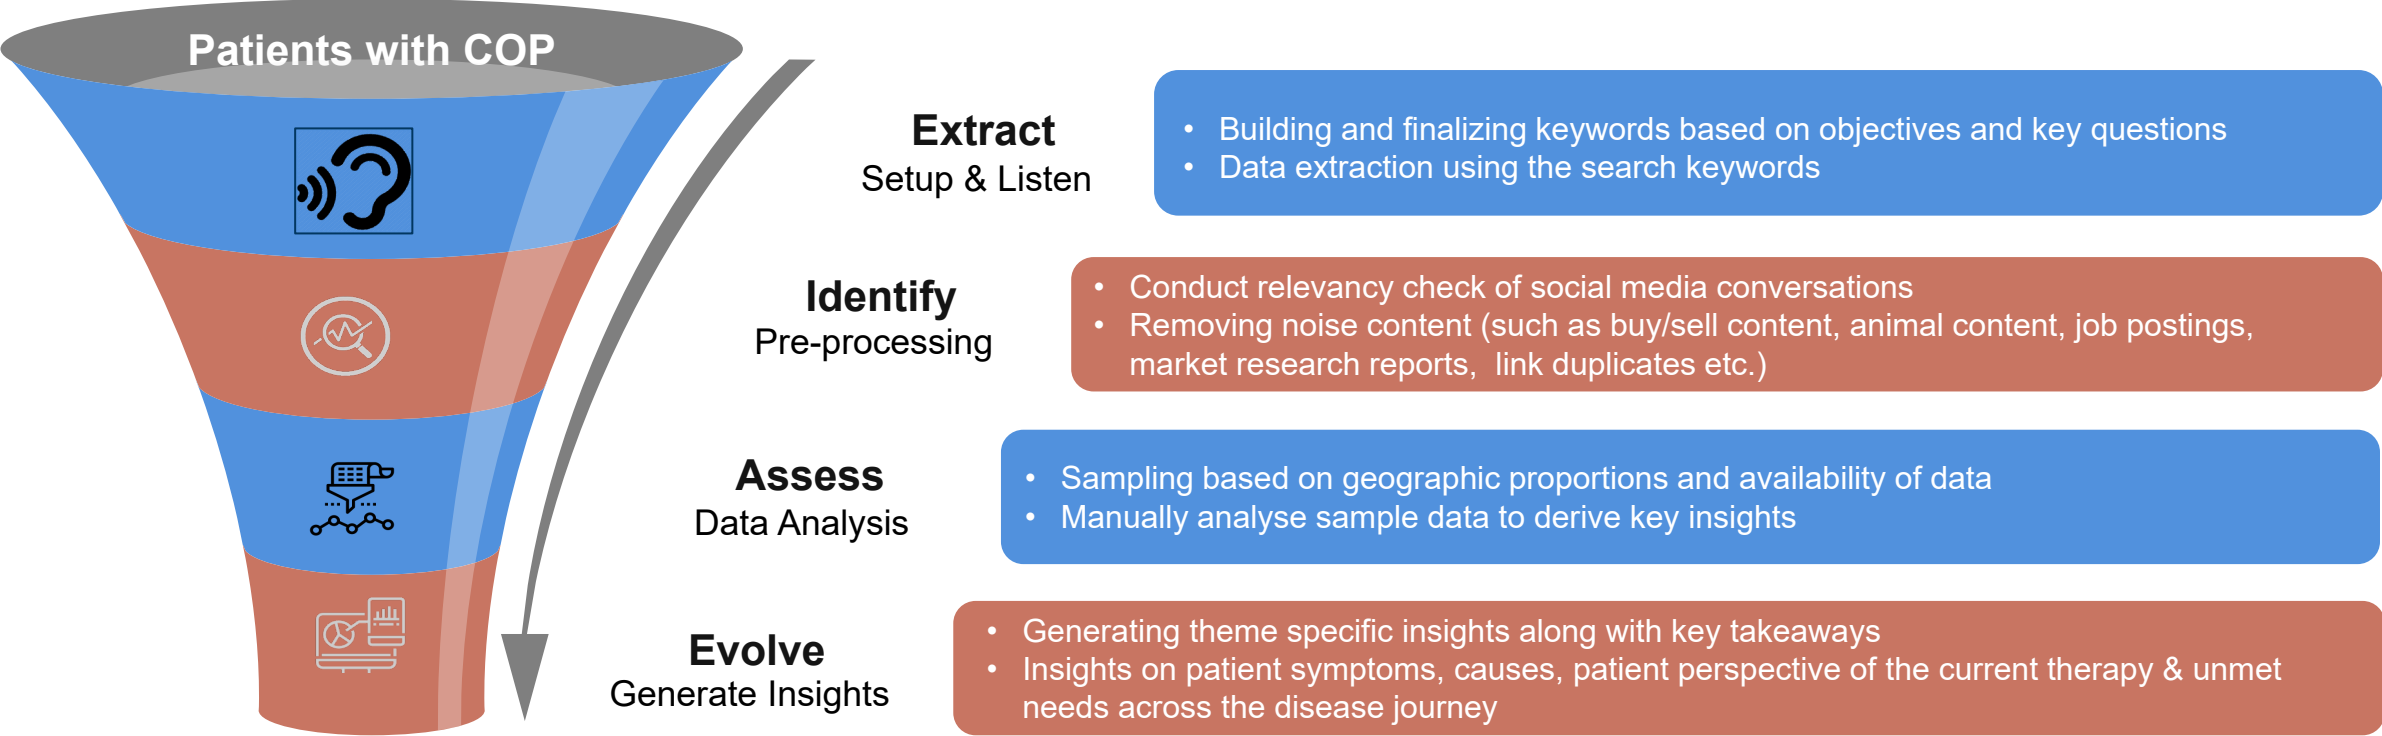 Patients with COP
Extract
Setup & Listen
• Building and finalizing keywords based on objectives and key questions
• Data extraction using the search keywords
Identify
Pre-processing
• Conduct relevancy check of social media conversations
• Removing noise content (such as buy/sell content, animal content, job postings,
market research reports,  link duplicates etc.)
Assess
Data Analysis
• Sampling based on geographic proportions and availability of data
• Manually analyse sample data to derive key insights
Evolve
Generate Insights
• Generating theme specific insights along with key takeaways
• Insights on patient symptoms, causes, patient perspective of the current therapy & unmet
needs across the disease journey